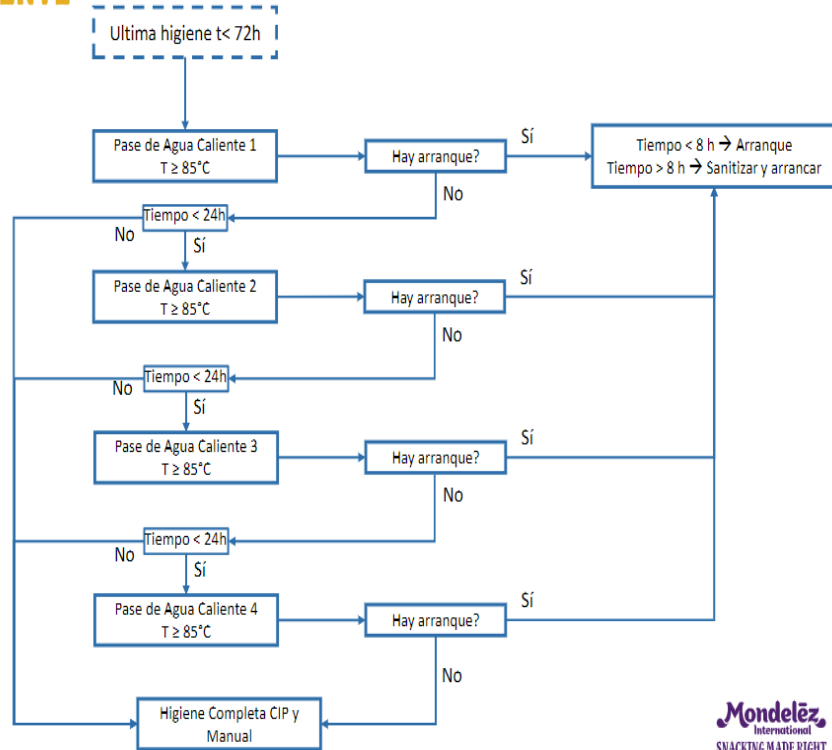 Ultima higiene t< 72h
Pase de Agua Caliente 1
T ≥ 85°C
Hay arranque?
Sí
Tiempo < 8 h → Arranque
Tiempo > 8 h → Sanitizar y arrancar
No
Tiempo < 24h
No
Sí
Pase de Agua Caliente 2
T ≥ 85°C
Hay arranque?
Sí
No
Tiempo < 24h
No
Sí
Pase de Agua Caliente 3
T ≥ 85°C
Hay arranque?
Sí
No
Tiempo < 24h
No
Sí
Pase de Agua Caliente 4
T ≥ 85°C
Hay arranque?
Sí
No
Higiene Completa CIP y
Manual
Mondelēz
International
SNACKING MADE RIGHT